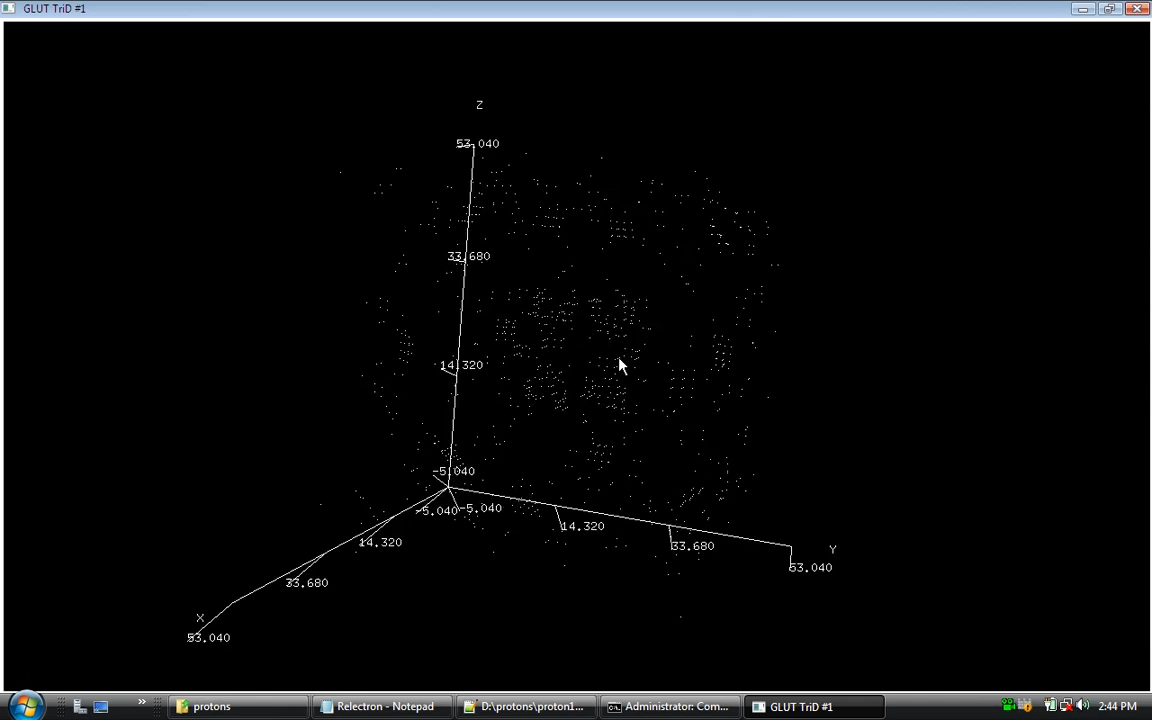 GLUT TriD #1
Z
53.040
33.680
14.320
-5.040
-5.040 -5.040
14.320
14.320
33.680
33.680
Y
53.040
X
53.040
»
protons
Relectron - Notepad
D:\protons\proton1...
Administrator: Com...
GLUT TriD #1
2:44 PM